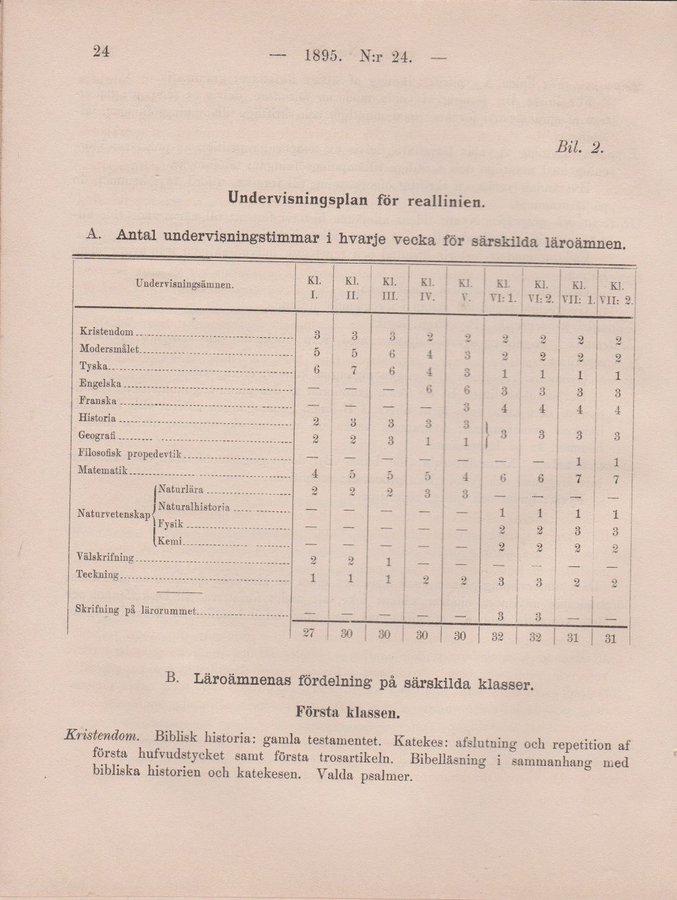 24
— 1895. N:r 24. —
Bil. 2.
Undervisningsplan för reallinien.
A. Antal undervisningstimmar i hvarje vecka för särskilda läroämnen.
Undervisningsämnen. Kl. I. Kl. II. Kl. III. Kl. IV. Kl. V. Kl. VI: 1. Kl. VI: 2. Kl. VII: 1. Kl. VII: 2.
Kristendom 3 3 3 2 2 2 2 2 2
Modersmålet 5 5 6 4 3 2 2 2 2
Tyska 6 7 6 4 3 1 1 1 1
Engelska — — — 6 6 3 3 3 3
Franska — — — — 3 4 4 4 4
Historia 2 3 3 3 3 } 3 3 3 3
Geografi 2 2 3 1 1
Filosofisk propedevtik — — — — — — — 1 1
Matematik 4 5 5 5 4 6 6 7 7
Naturvetenskap { Naturlära 2 2 2 3 3 — — — —
Naturalhistoria — — — — — 1 1 1 1
Fysik — — — — — 2 2 3 3
Kemi — — — — — 2 2 2 2
Välskrifning 2 2 1 — — — — — —
Teckning 1 1 1 2 2 3 3 2 2
Skrifning på lärorummet — — — — — 3 3 — —
27 30 30 30 30 32 32 31 31
B. Läroämnenas fördelning på särskilda klasser.
Första klassen.
Kristendom. Biblisk historia: gamla testamentet. Katekes: afslutning och repetition af
första hufvudstycket samt första trosartikeln. Bibelläsning i sammanhang med
bibliska historien och katekesen. Valda psalmer.